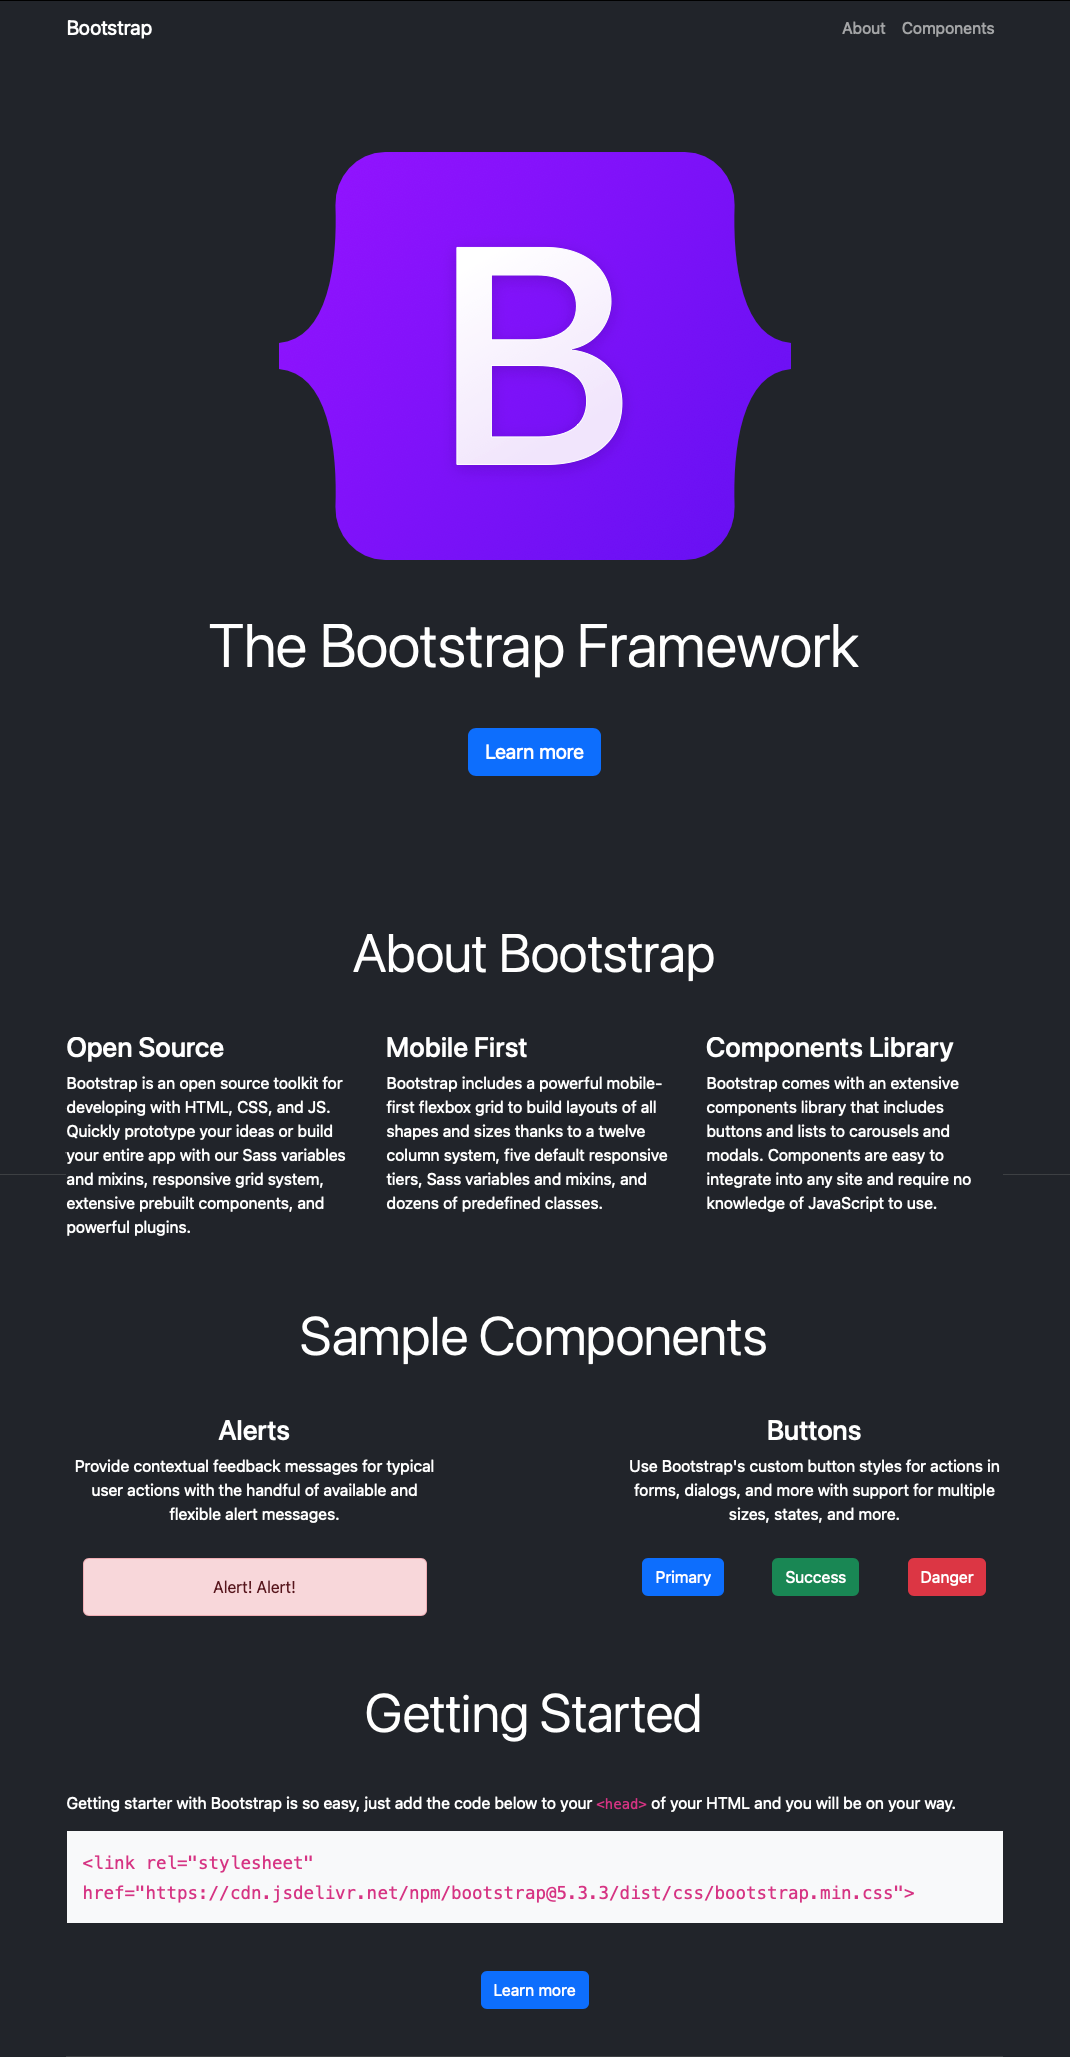 Bootstrap
About Components
B
The Bootstrap Framework
Learn more
About Bootstrap
Open Source
Bootstrap is an open source toolkit for
developing with HTML, CSS, and JS.
Quickly prototype your ideas or build
your entire app with our Sass variables
and mixins, responsive grid system,
extensive prebuilt components, and
powerful plugins.
Mobile First
Bootstrap includes a powerful mobile-
first flexbox grid to build layouts of all
shapes and sizes thanks to a twelve
column system, five default responsive
tiers, Sass variables and mixins, and
dozens of predefined classes.
Components Library
Bootstrap comes with an extensive
components library that includes
buttons and lists to carousels and
modals. Components are easy to
integrate into any site and require no
knowledge of JavaScript to use.
Sample Components
Alerts
Provide contextual feedback messages for typical
user actions with the handful of available and
flexible alert messages.
Alert! Alert!
Buttons
Use Bootstrap's custom button styles for actions in
forms, dialogs, and more with support for multiple
sizes, states, and more.
Primary Success Danger
Getting Started
Getting starter with Bootstrap is so easy, just add the code below to your <head> of your HTML and you will be on your way.
<link rel="stylesheet"
href="https://cdn.jsdelivr.net/npm/bootstrap@5.3.3/dist/css/bootstrap.min.css">
Learn more